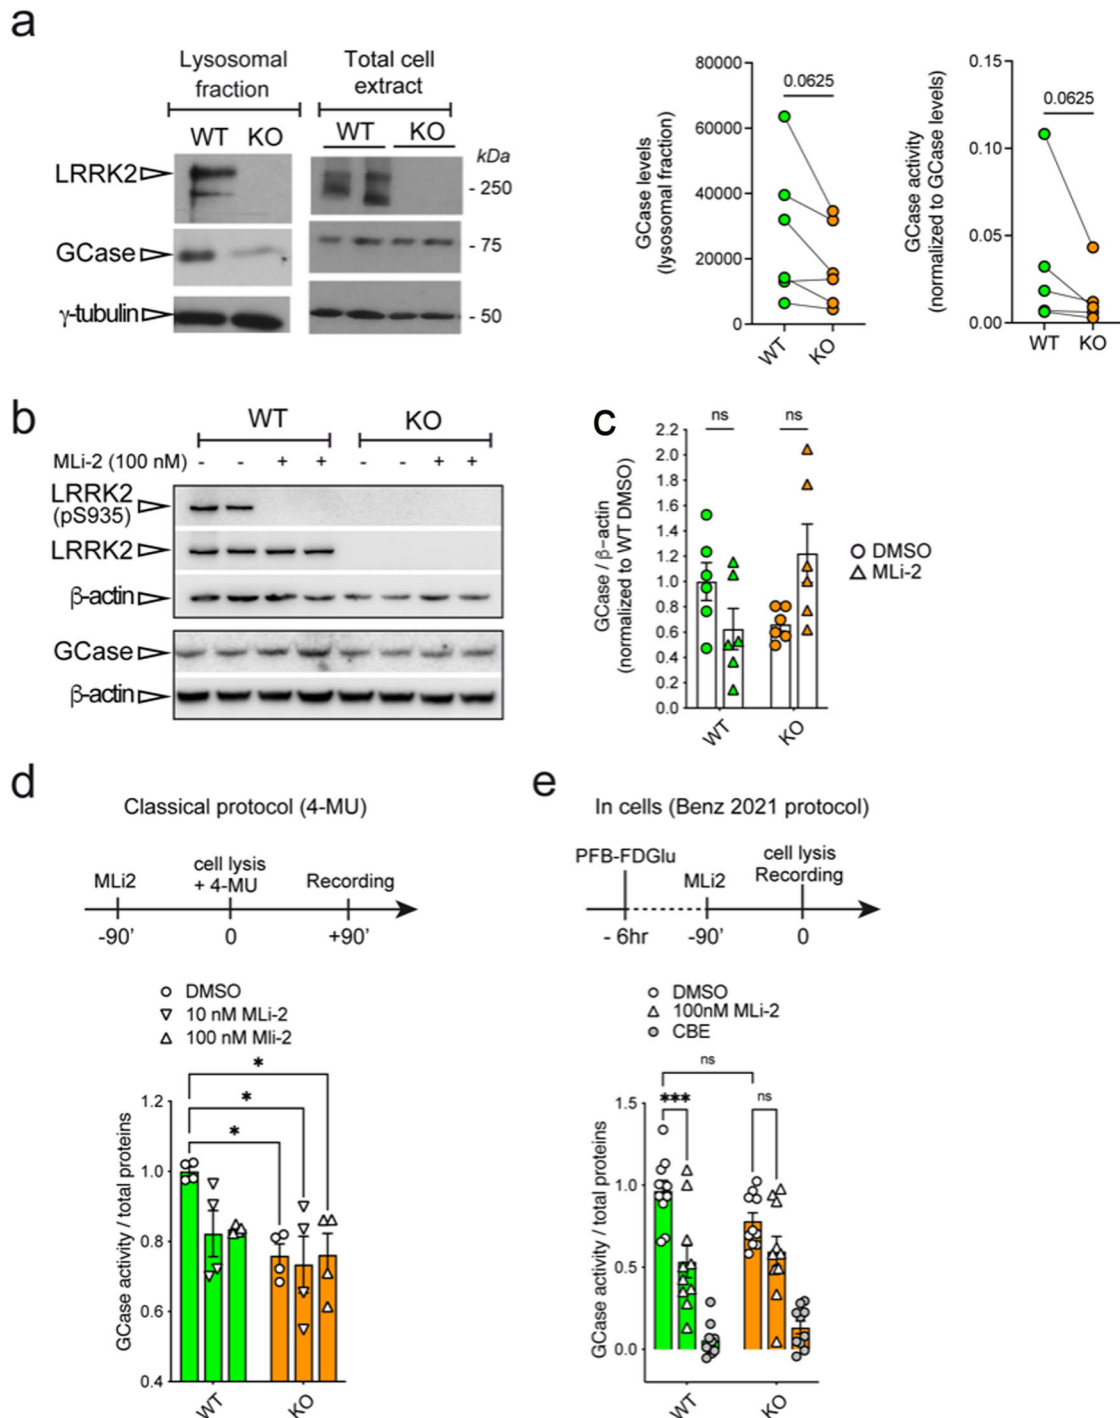 a
Lysosomal
fraction
Total cell
extract
WT KO
WT KO
kDa
LRRK2
- 250
GCase
- 75
γ-tubulin
- 50
GCase levels
(lysosomal fraction)
80000
60000
40000
20000
0
0.0625
WT
KO
GCase activity
(normalized to GCase levels)
0.15
0.10
0.05
0.00
0.0625
WT KO
b
WT KO
MLi-2 (100 nM) - - + + - - + +
LRRK2
(pS935)
LRRK2
β-actin
GCase
β-actin
c
GCase / β-actin
(normalized to WT DMSO)
2.2
2.0
1.8
1.6
1.4
1.2
1.0
0.8
0.6
0.4
0.2
0.0
ns
ns
DMSO
MLi-2
WT
KO
d
Classical protocol (4-MU)
MLi2
cell lysis
+ 4-MU
Recording
-90’ 0 +90’
DMSO
10 nM MLi-2
100 nM Mli-2
GCase activity / total proteins
1.2
1.0
0.8
0.6
0.4
*
*
*
WT
KO
e
In cells (Benz 2021 protocol)
PFB-FDGlu
MLi2
cell lysis
Recording
- 6hr -90’ 0
DMSO
100nM MLi-2
CBE
GCase activity / total proteins
1.5
1.0
0.5
0.0
ns
***
ns
WT
KO